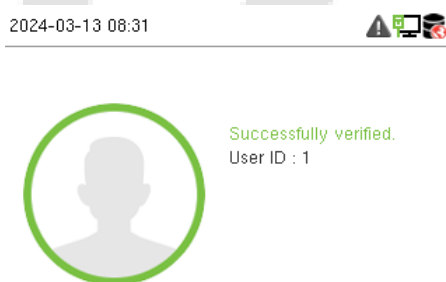 2024-03-13 08:31
Successfully verified.
User ID : 1